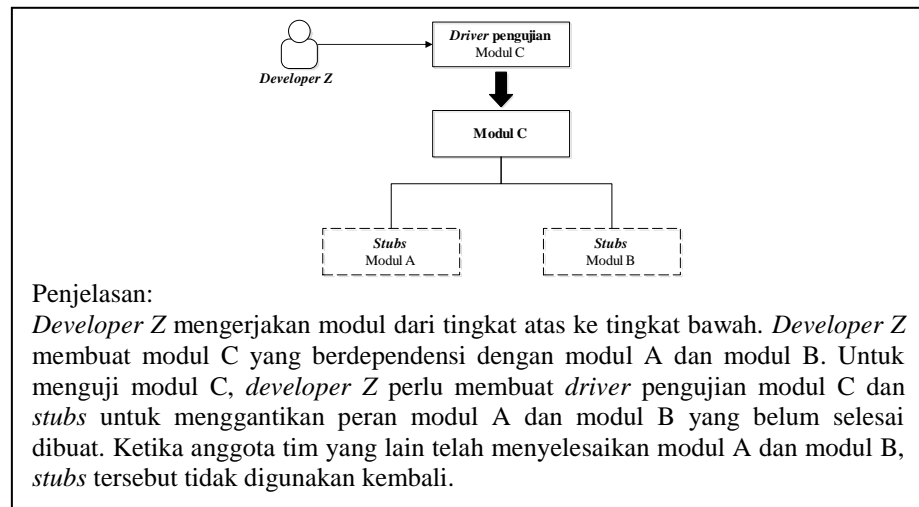 Driver pengujian
Modul C
Developer Z
Modul C
Stubs
Modul A
Stubs
Modul B
Penjelasan:
Developer Z mengerjakan modul dari tingkat atas ke tingkat bawah. Developer Z
membuat modul C yang berdependensi dengan modul A dan modul B. Untuk
menguji modul C, developer Z perlu membuat driver pengujian modul C dan
stubs untuk menggantikan peran modul A dan modul B yang belum selesai
dibuat. Ketika anggota tim yang lain telah menyelesaikan modul A dan modul B,
stubs tersebut tidak digunakan kembali.